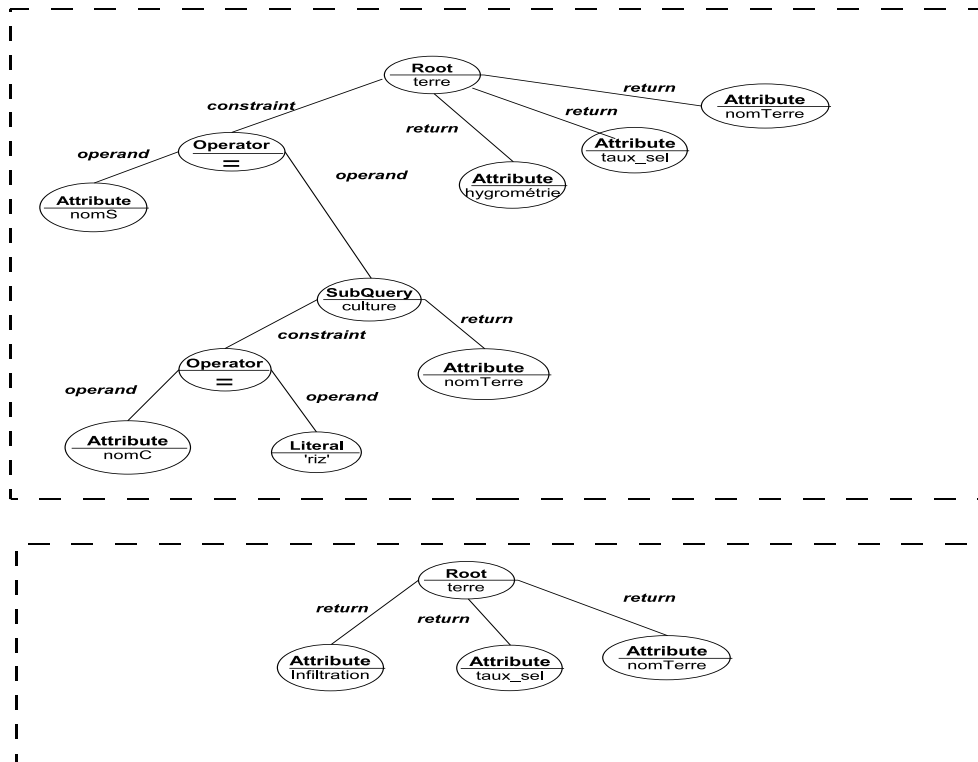 Root
terre
return
constraint
Attribute
nomTerre
return
return
Operator
=
Attribute
taux_sel
operand
operand
Attribute
hygrométrie
Attribute
nomS
SubQuery
culture
return
constraint
Operator
=
Attribute
nomTerre
operand
operand
Attribute
nomC
Literal
'riz'
Root
terre
return
return
return
Attribute
Infiltration
Attribute
taux_sel
Attribute
nomTerre